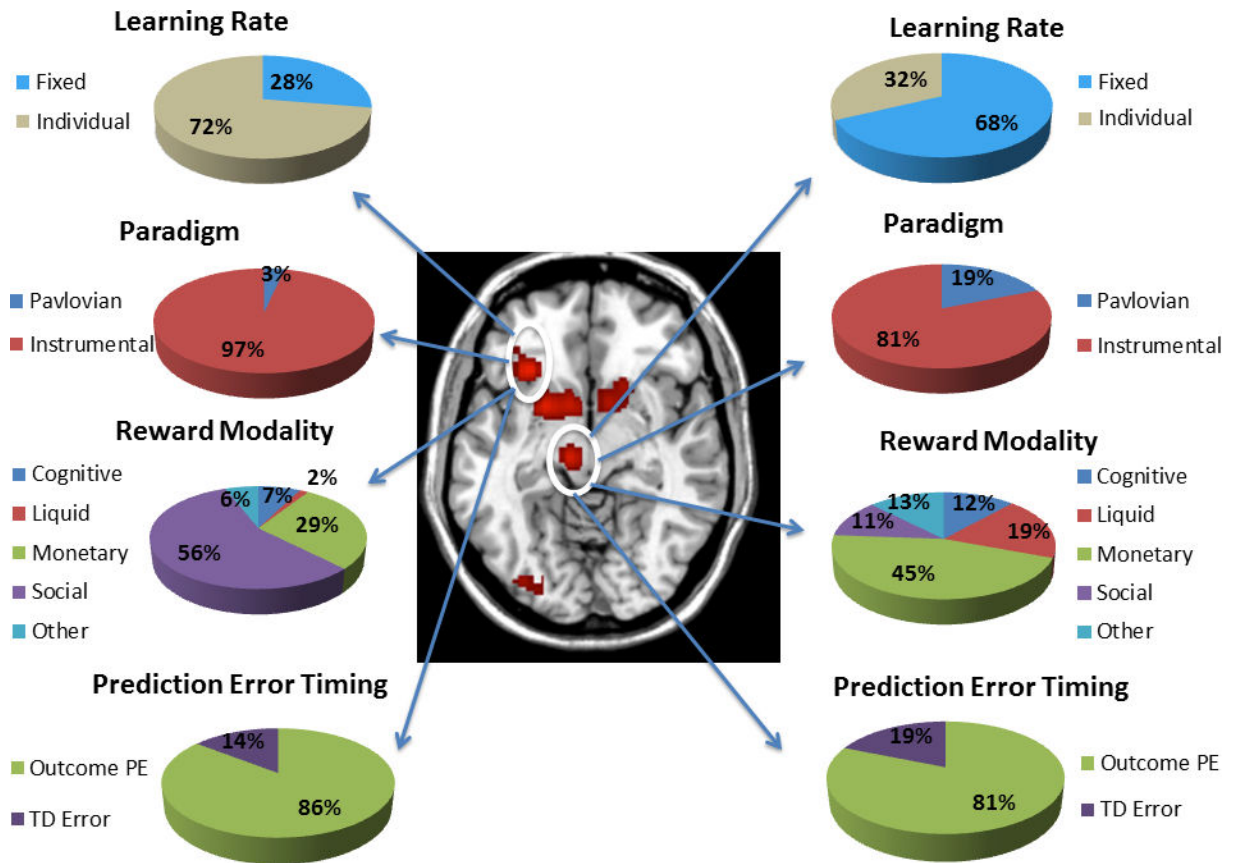 Learning Rate
Fixed
Individual
28%
72%
Paradigm
Pavlovian
Instrumental
3%
97%
Reward Modality
Cognitive
Liquid
Monetary
Social
Other
6%
7%
2%
29%
56%
Prediction Error Timing
Outcome PE
TD Error
14%
86%
Learning Rate
32%
68%
Fixed
Individual
Paradigm
19%
81%
Pavlovian
Instrumental
Reward Modality
13%
12%
11%
19%
45%
Cognitive
Liquid
Monetary
Social
Other
Prediction Error Timing
19%
81%
Outcome PE
TD Error